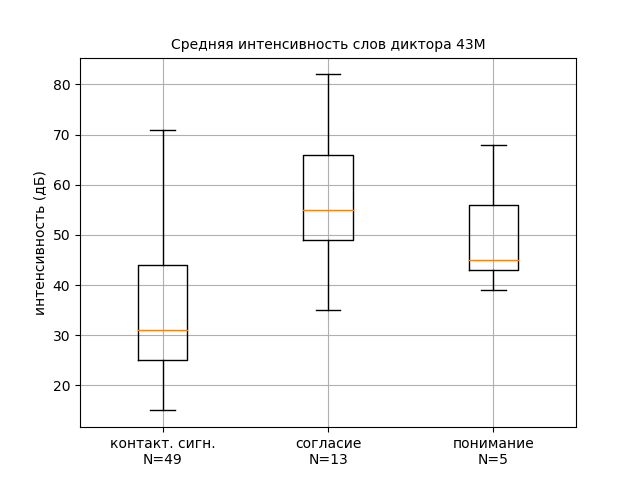 Средняя интенсивность слов диктора 43М
интенсивность (дБ)
80
70
60
50
40
30
20
контакт. сигн.
N=49
согласие
N=13
понимание
N=5